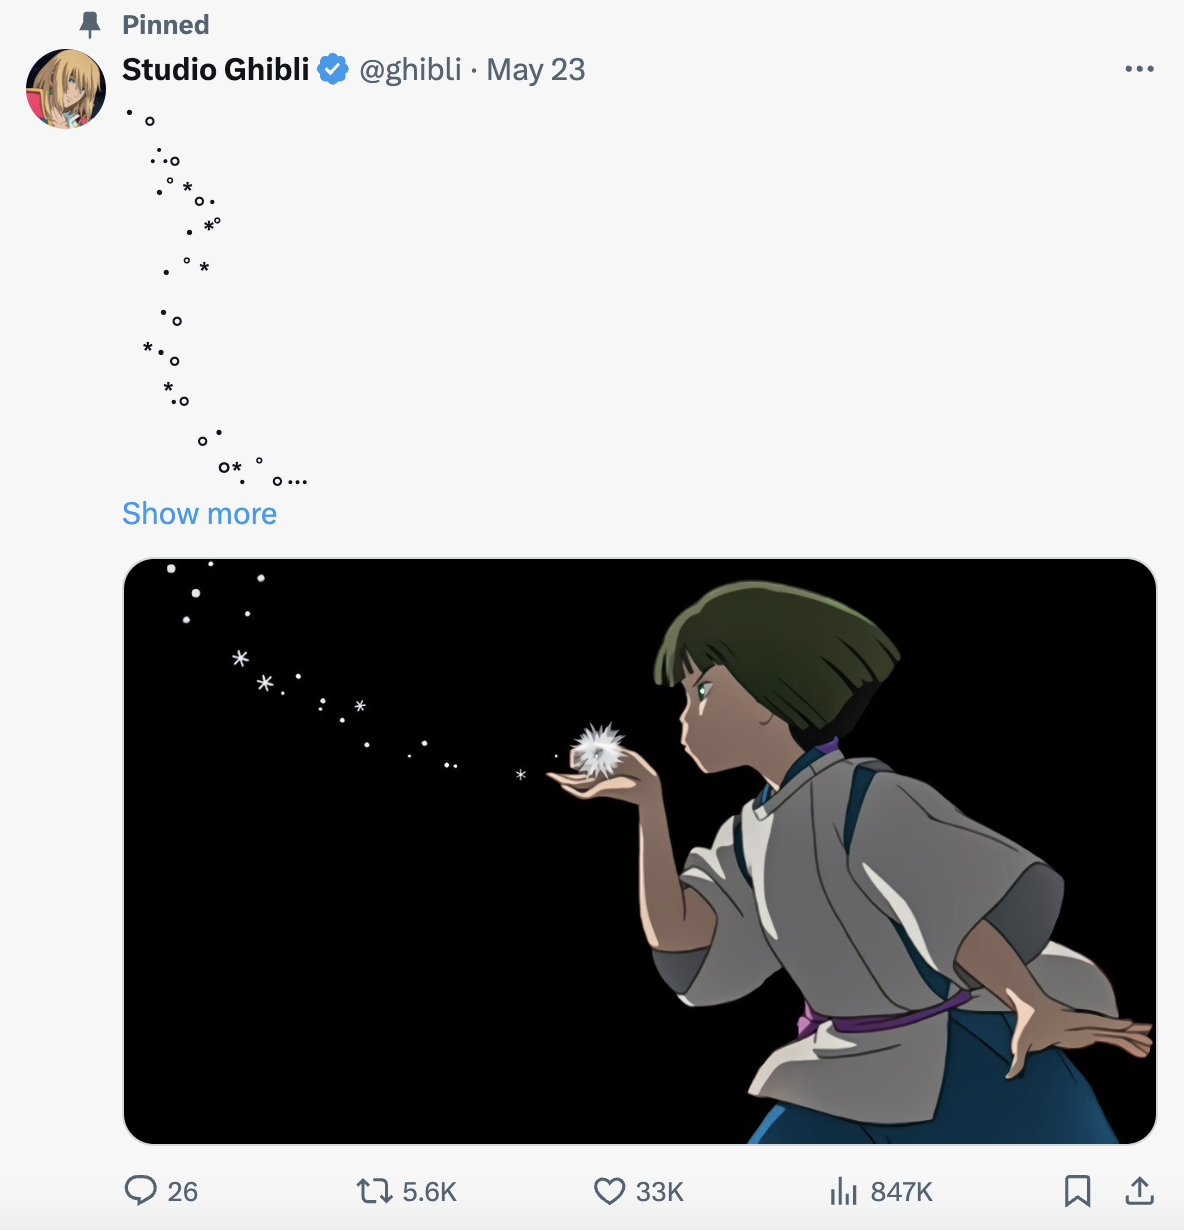 Pinned
Studio Ghibli @ghibli · May 23
• o
∴o
.° *o.
. *°
. ° *
•o
*•o
*.o
o •
o*. ° o...
Show more
26 5.6K 33K 847K